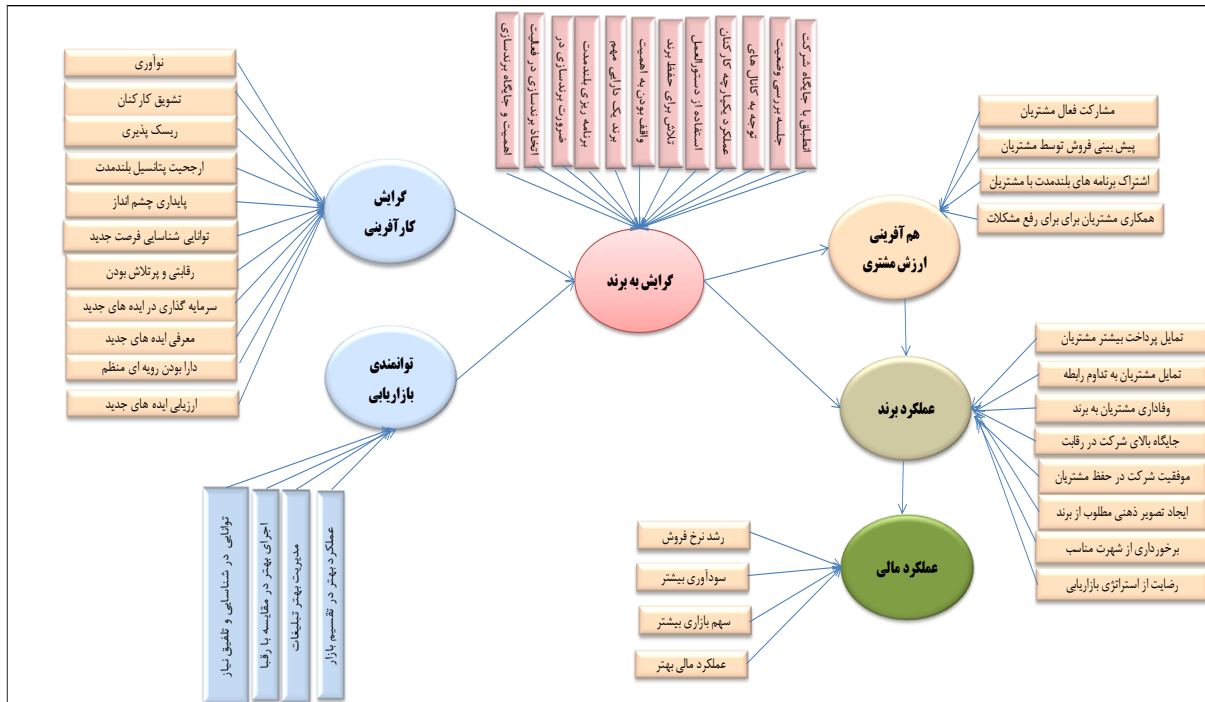 نوآوری
تشویق کارکنان
ریسک پذیری
ارجحیت پتانسیل بلندمدت
پایداری چشم انداز
توانایی شناسایی فرصت جدید
رقابتی و پرتلاش بودن
سرمایه گذاری در ایده های جدید
معرفی ایده های جدید
دارا بودن رویه ای منظم
ارزیابی ایده های جدید
گرایش
کارآفرینی
توانمندی
بازاریابی
توانایی در شناسایی و تلفیق نیاز
اجرای بهتر در مقایسه با رقبا
مدیریت بهتر تبلیغات
عملکرد بهتر در تقسیم بازار
اهمیت و جایگاه برندسازی
اتخاذ برندسازی در فعالیت
ضرورت برندسازی در
برنامه ریزی بلندمدت
برند یک دارایی مهم
واقف بودن به اهمیت
تلاش برای حفظ برند
استفاده از دستورالعمل
عملکرد یکپارچه کارکنان
توجه به کانال های
جلسه بررسی وضعیت
انطباق با جایگاه شرکت
گرایش به برند
مشارکت فعال مشتریان
پیش بینی فروش توسط مشتریان
اشتراک برنامه های بلندمدت با مشتریان
همکاری مشتریان برای برای رفع مشکلات
هم آفرینی
ارزش مشتری
تمایل پرداخت بیشتر مشتریان
تمایل مشتریان به تداوم رابطه
وفاداری مشتریان به برند
جایگاه بالای شرکت در رقابت
موفقیت شرکت در حفظ مشتریان
ایجاد تصویر ذهنی مطلوب از برند
برخورداری از شهرت مناسب
رضایت از استراتژی بازاریابی
عملکرد برند
رشد نرخ فروش
سودآوری بیشتر
سهم بازاری بیشتر
عملکرد مالی بهتر
عملکرد مالی